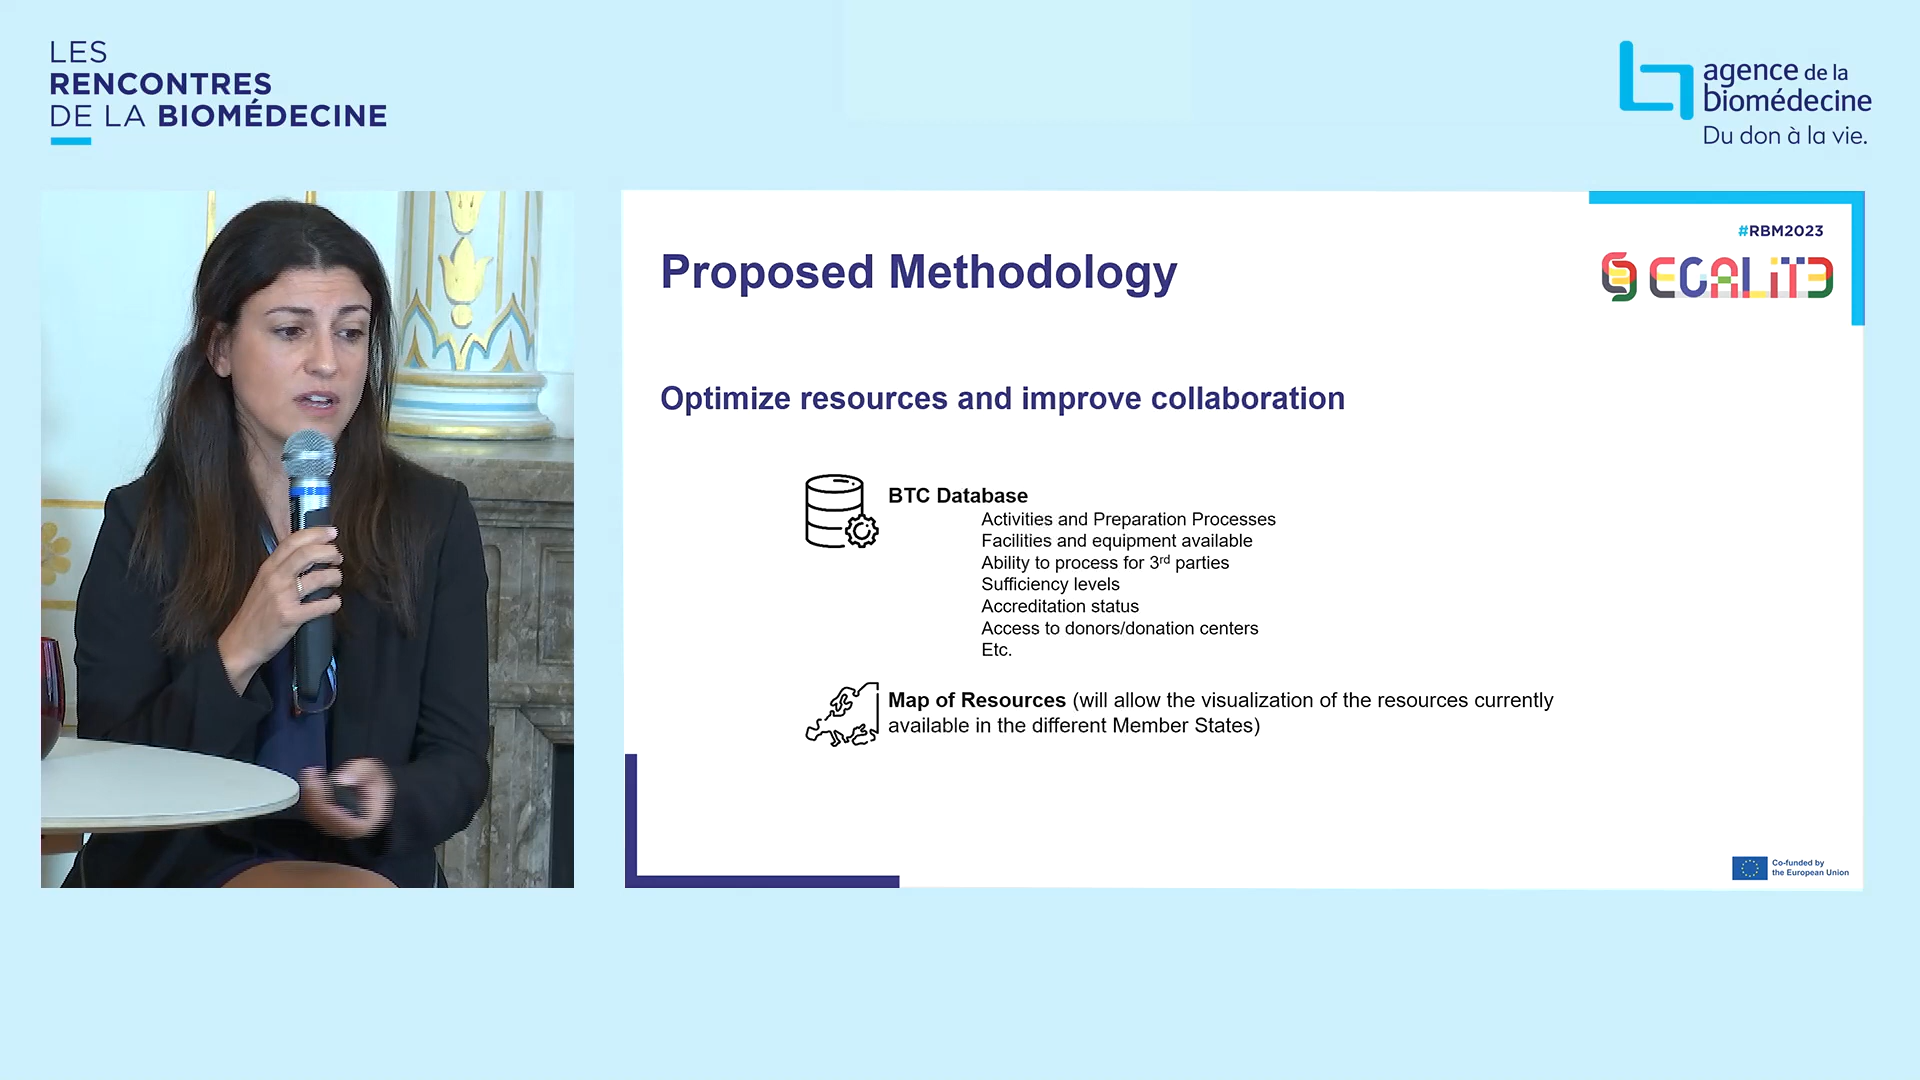 LES
RENCONTRES
DE LA BIOMÉDECINE
agence de la
biomédecine
Du don à la vie.
#RBM2023
EGALITE
Proposed Methodology
Optimize resources and improve collaboration
BTC Database
Activities and Preparation Processes
Facilities and equipment available
Ability to process for 3rd parties
Sufficiency levels
Accreditation status
Access to donors/donation centers
Etc.
Map of Resources (will allow the visualization of the resources currently
available in the different Member States)
Co-funded by
the European Union